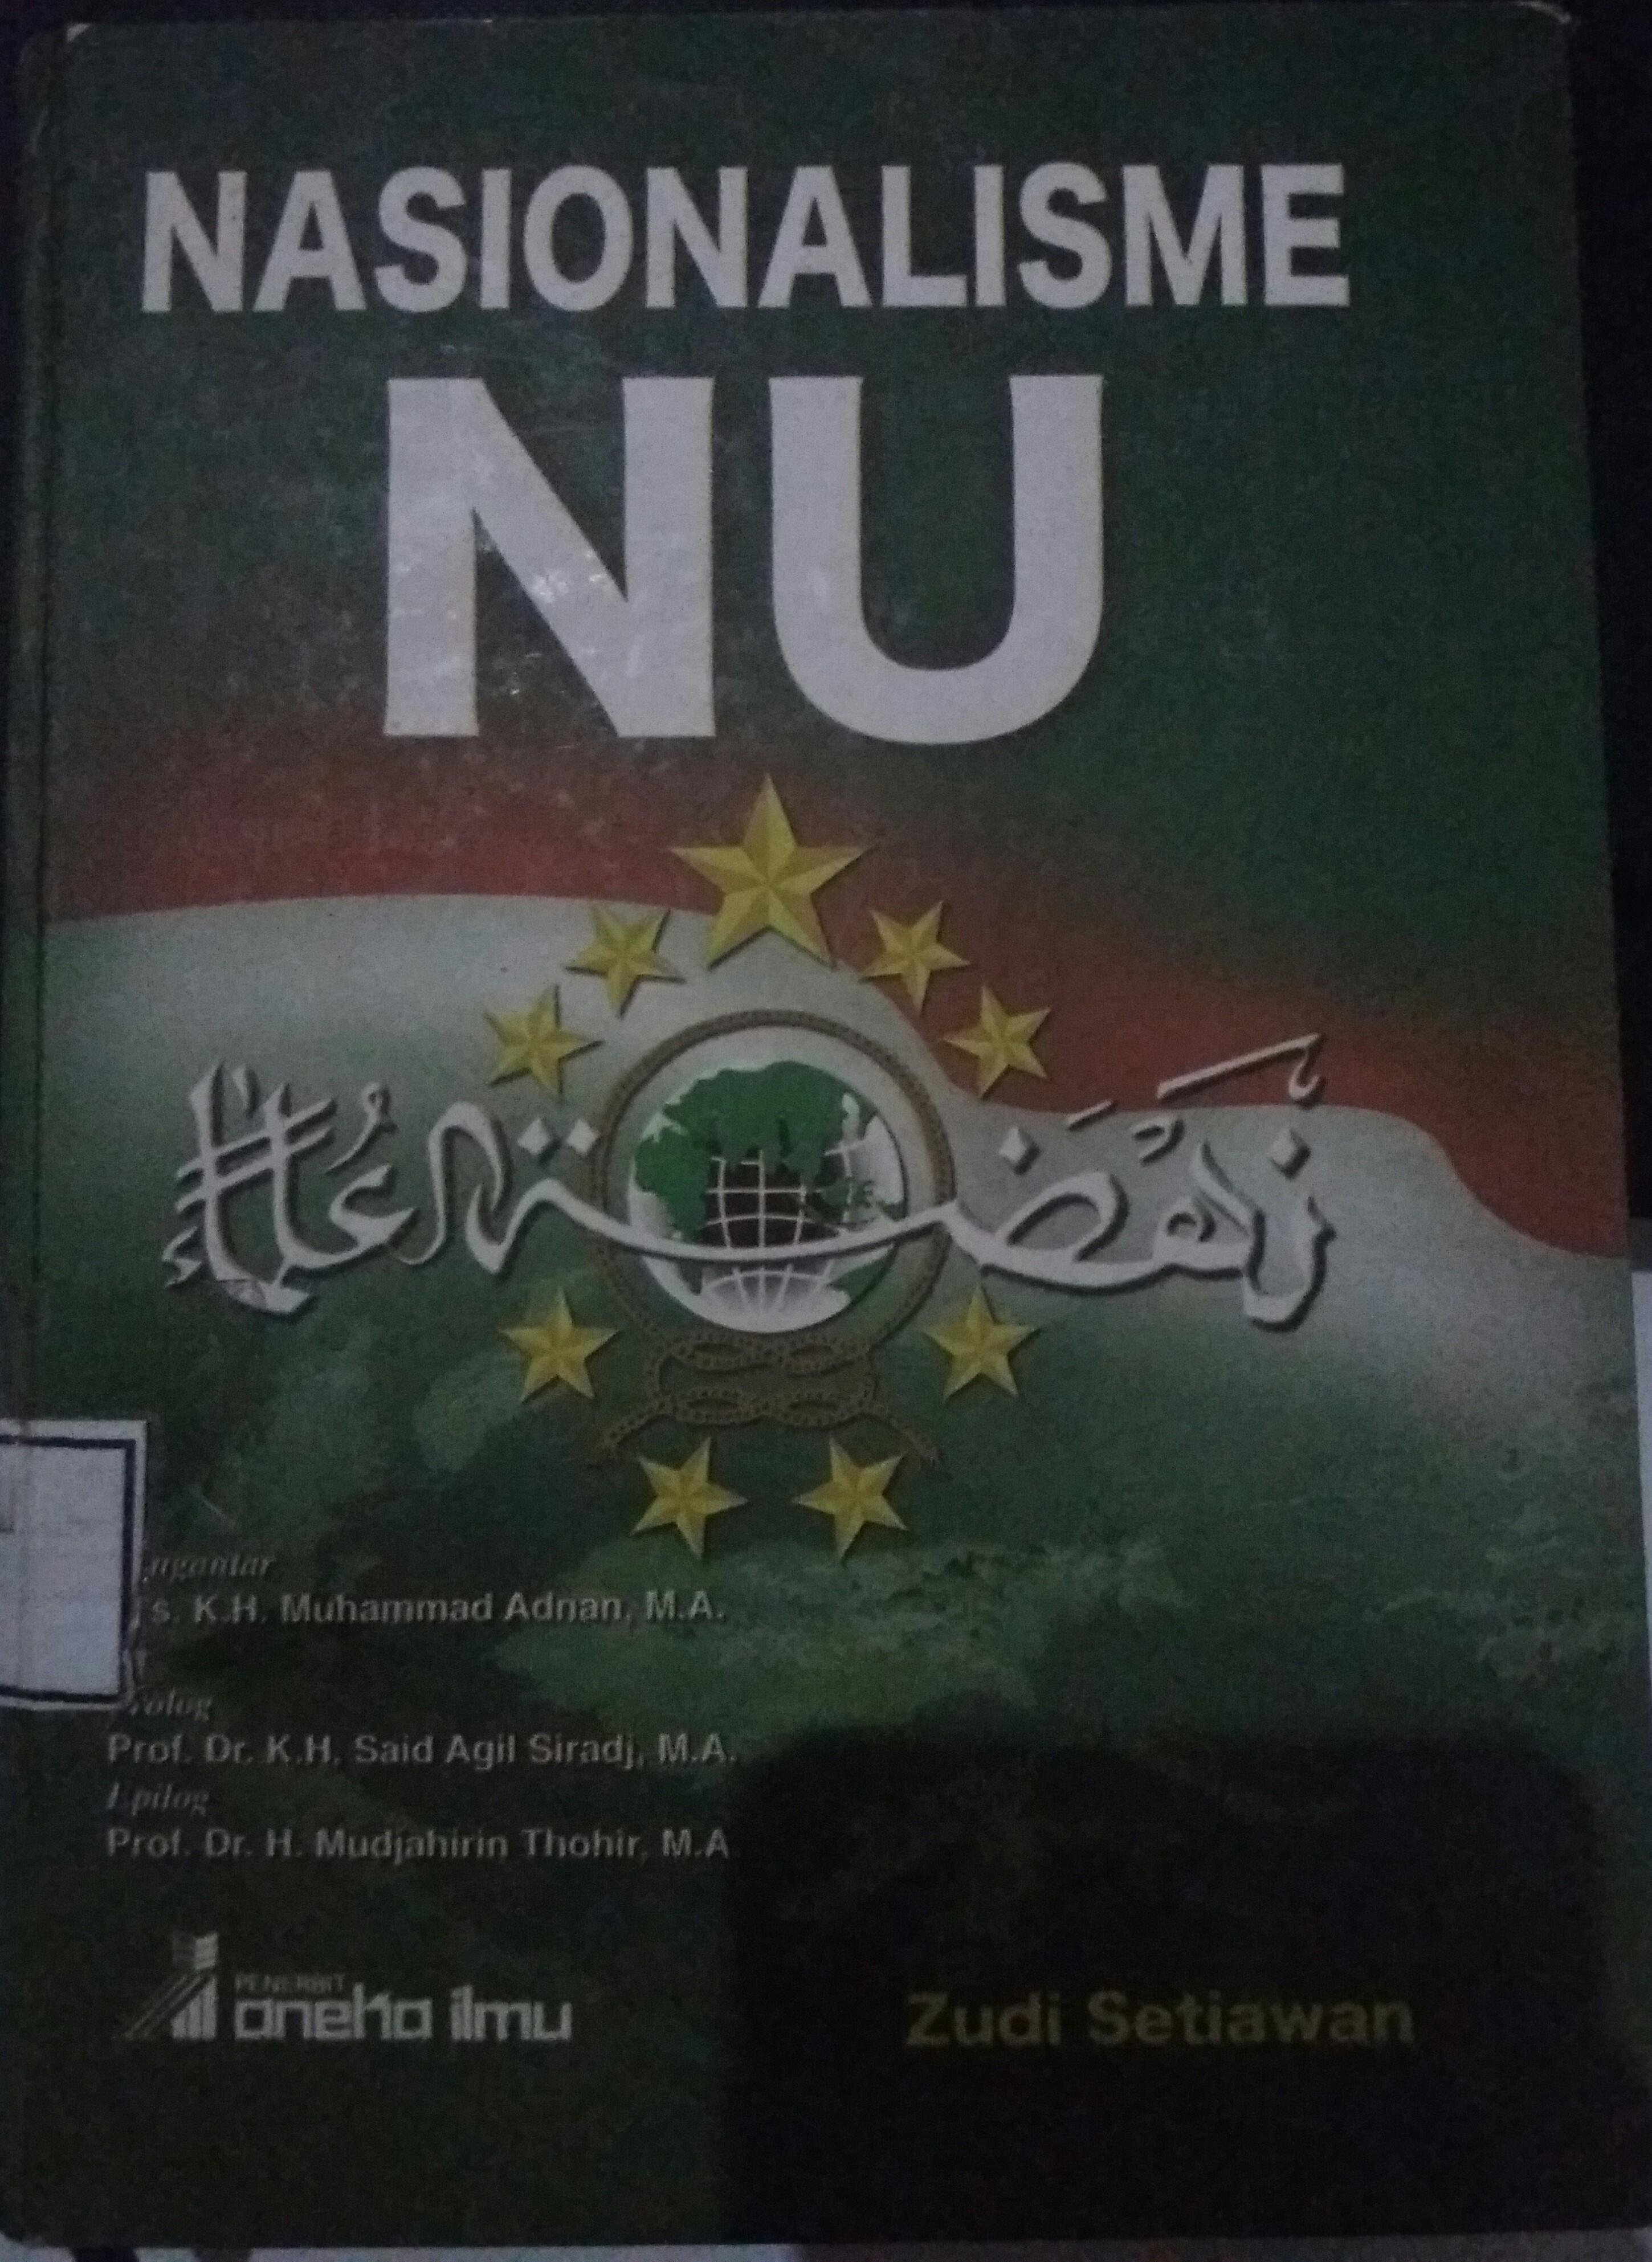 NASIONALISME
NU
نهضة العلماء
K.H. Muhammad Adnan, M.A.
Prof. Dr. K.H. Said Agil Siradj, M.A.
Epilog
Prof. Dr. H. Mudjahirin Thohir, M.A
PENERBIT
aneka ilmu
Zudi Setiawan